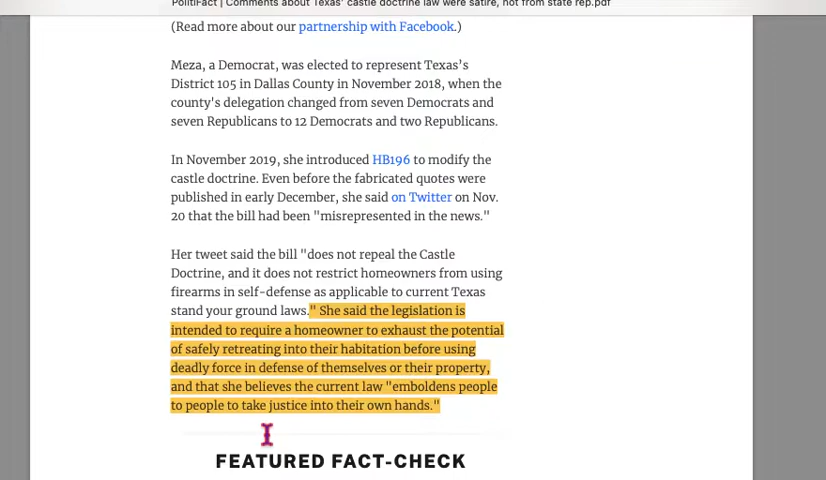 PolitiFact | Comments about Texas' castle doctrine law were satire, not from state rep.pdf
(Read more about our partnership with Facebook.)
Meza, a Democrat, was elected to represent Texas’s
District 105 in Dallas County in November 2018, when the
county's delegation changed from seven Democrats and
seven Republicans to 12 Democrats and two Republicans.
In November 2019, she introduced HB196 to modify the
castle doctrine. Even before the fabricated quotes were
published in early December, she said on Twitter on Nov.
20 that the bill had been "misrepresented in the news."
Her tweet said the bill "does not repeal the Castle
Doctrine, and it does not restrict homeowners from using
firearms in self-defense as applicable to current Texas
stand your ground laws." She said the legislation is
intended to require a homeowner to exhaust the potential
of safely retreating into their habitation before using
deadly force in defense of themselves or their property,
and that she believes the current law "emboldens people
to people to take justice into their own hands."
FEATURED FACT-CHECK